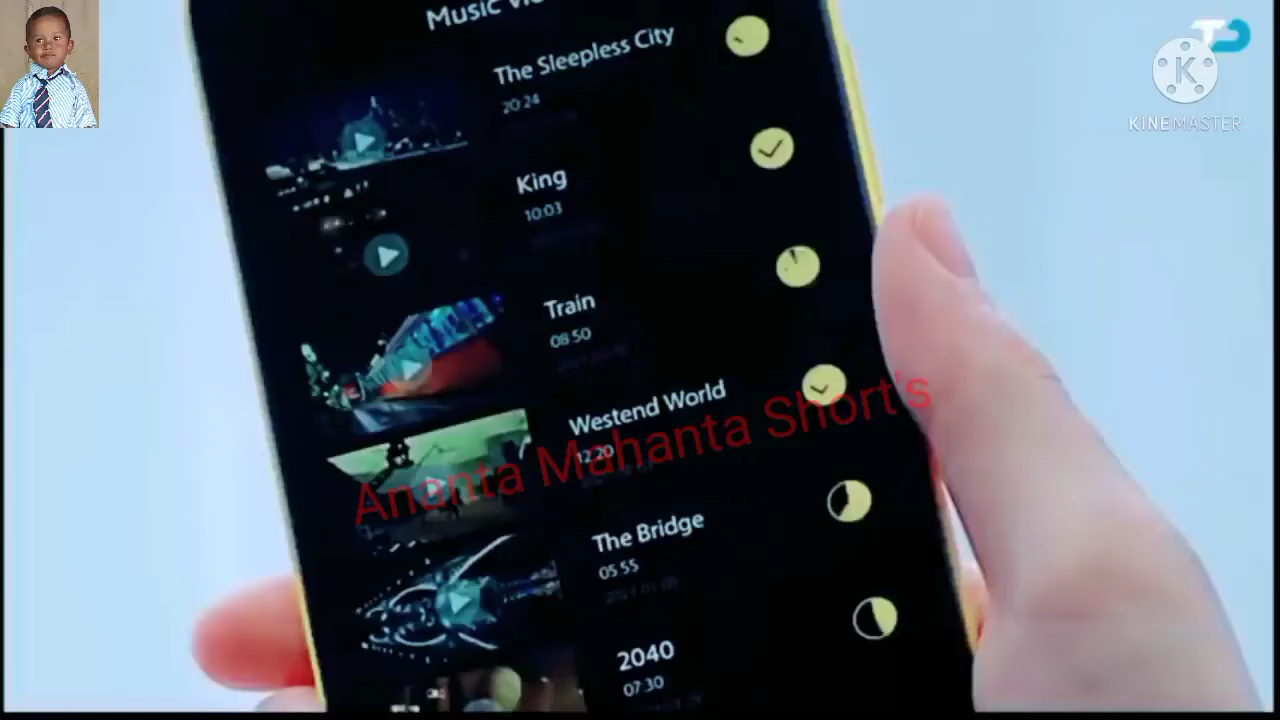 Music
The Sleepless City
20:24
King
10:03
Train
08:50
Westend World
12:20
Ananta Mahanta Short's
The Bridge
05:55
2040
07:30
K
KINEMASTER